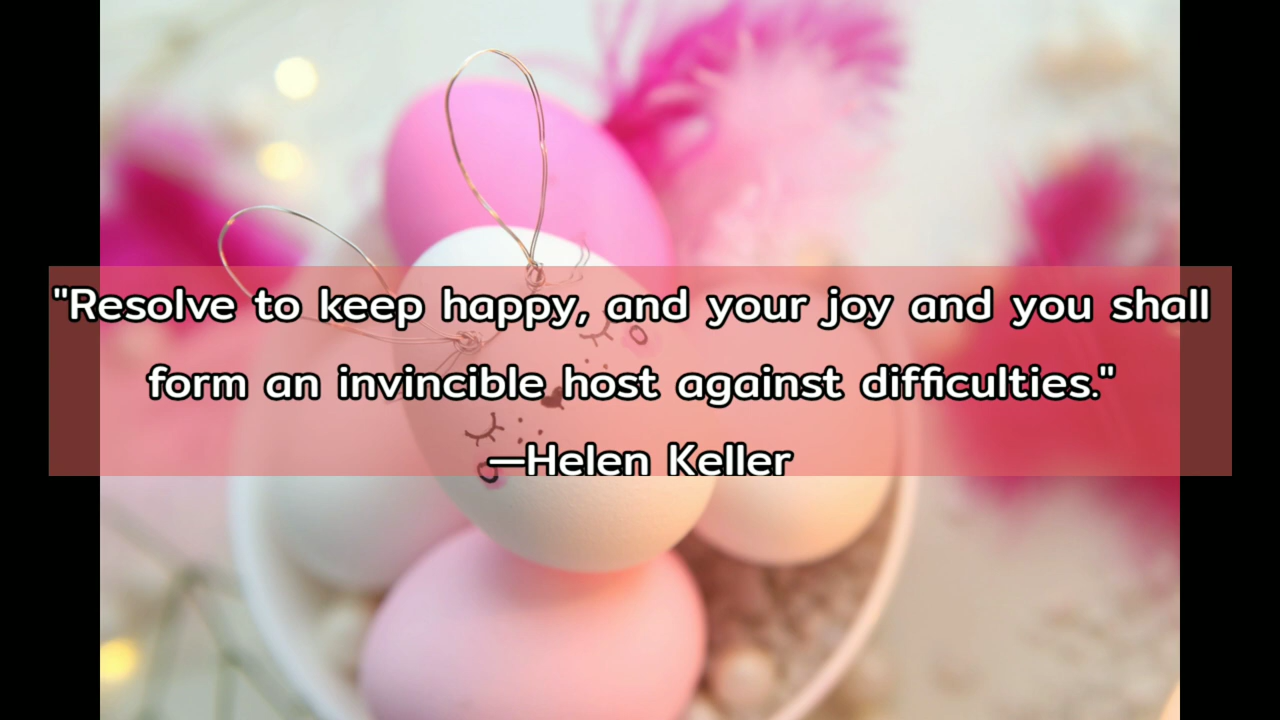 "Resolve to keep happy, and your joy and you shall
form an invincible host against difficulties."
—Helen Keller